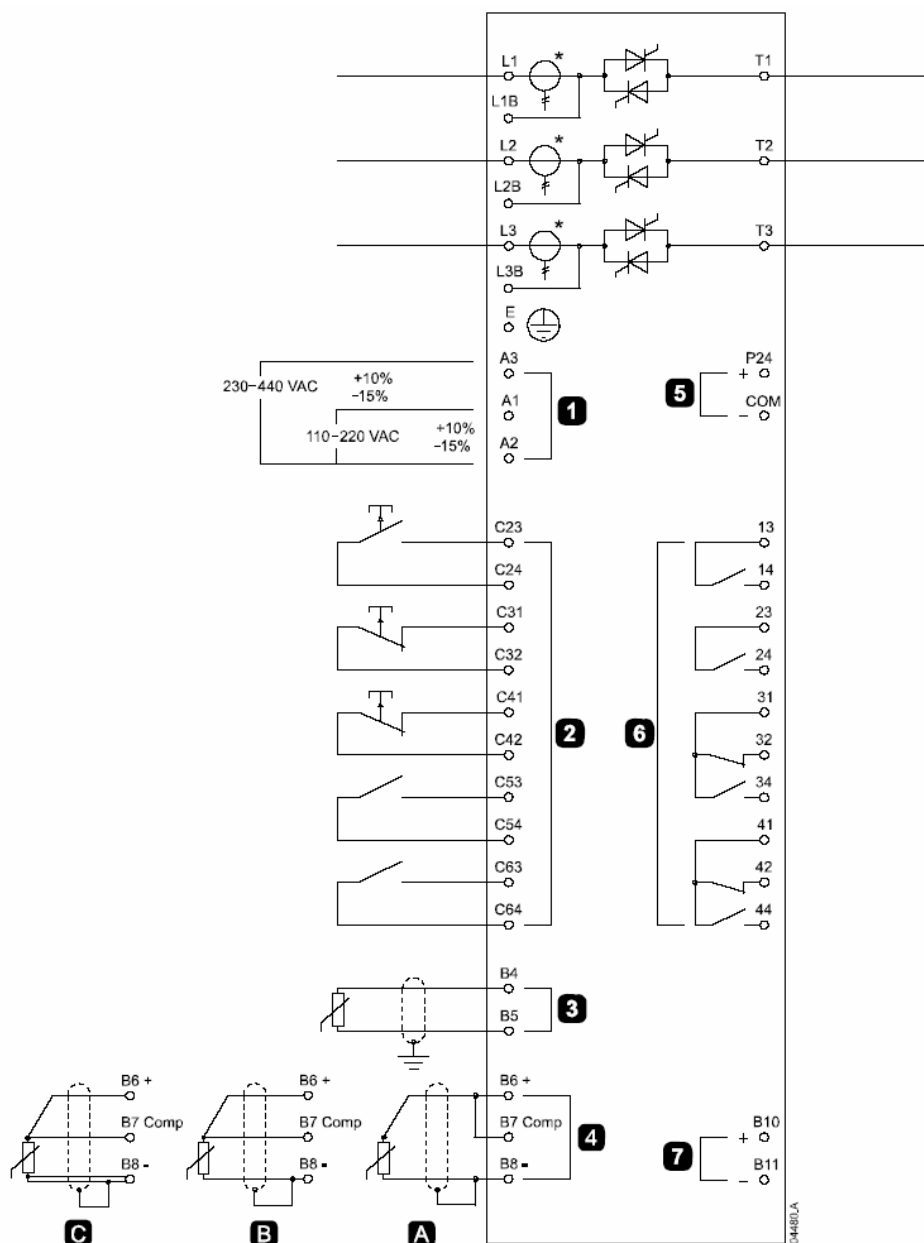 L1 * T1
L1B
L2 * T2
L2B
L3 * T3
L3B
E
A3 P24
230-440 VAC +10% + 
-15% 5
A1 1 COM
110-220 VAC +10% -
-15%
A2
C23 13
C24 14
C31 23
C32 24
C41 31
2 6
C42 32
C53 34
C54 41
C63 42
C64 44
B4
3
B5
B6 + B6 + B6 +
B7 Comp B7 Comp B7 Comp 4 + B10
7
B8 - B8 - B8 - - B11
C B A
04480.A